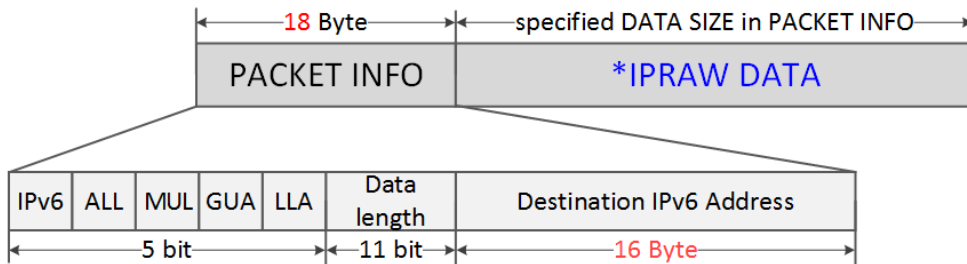 18 Byte
specified DATA SIZE in PACKET INFO
PACKET INFO
*IPRAW DATA
IPv6
ALL
MUL
GUA
LLA
Data
length
Destination IPv6 Address
5 bit
11 bit
16 Byte